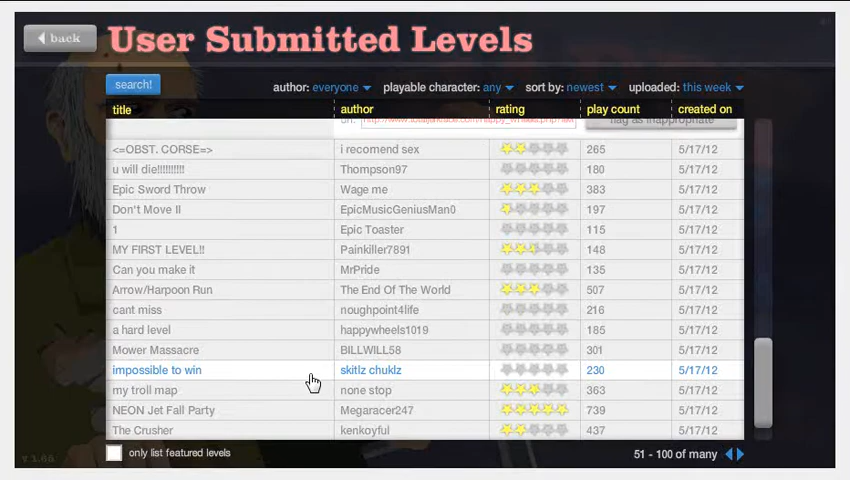 back
User Submitted Levels
search!
author: everyone playable character: any sort by: newest uploaded: this week
title author rating play count created on
<=OBST. CORSE=> i recomend sex 265 5/17/12
u will die!!!!!!!!!! Thompson97 180 5/17/12
Epic Sword Throw Wage me 383 5/17/12
Don't Move II EpicMusicGeniusMan0 197 5/17/12
1 Epic Toaster 115 5/17/12
MY FIRST LEVEL!! Painkiller7891 148 5/17/12
Can you make it MrPride 135 5/17/12
Arrow/Harpoon Run The End Of The World 507 5/17/12
cant miss noughpoint4life 216 5/17/12
a hard level happywheels1019 185 5/17/12
Mower Massacre BILLWILL58 301 5/17/12
impossible to win skitlz chuklz 230 5/17/12
my troll map none stop 363 5/17/12
NEON Jet Fall Party Megaracer247 739 5/17/12
The Crusher kenkoyful 437 5/17/12
only list featured levels 51 - 100 of many